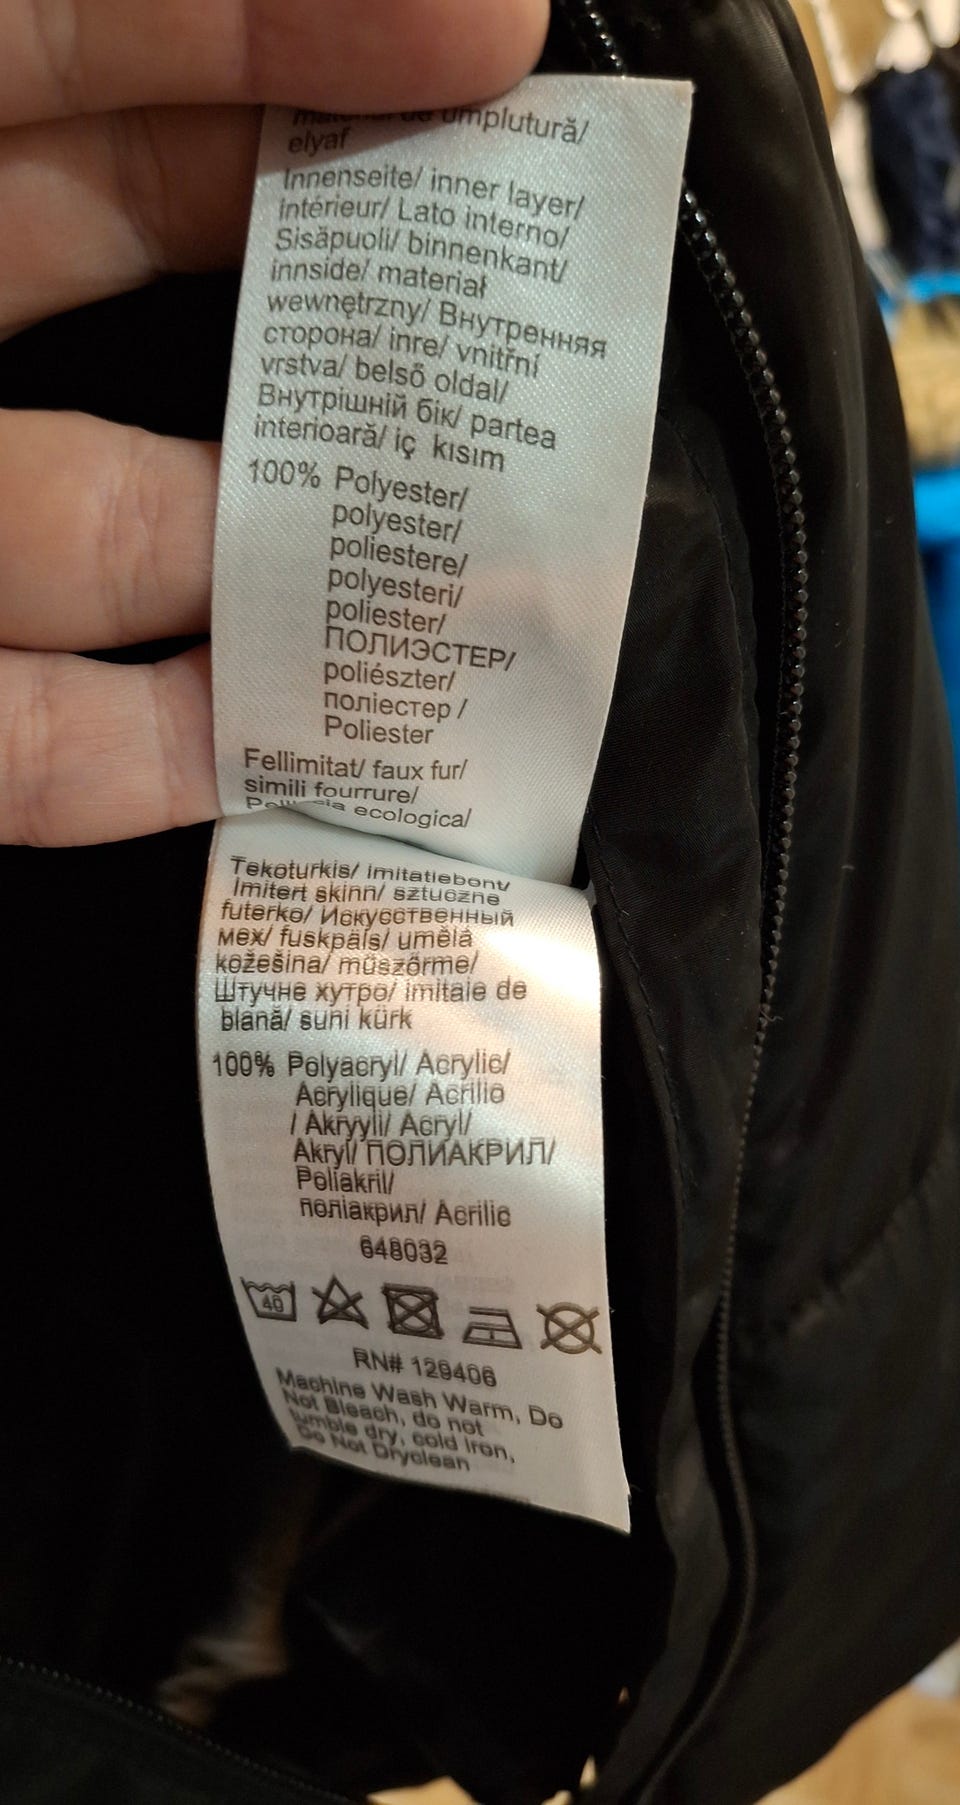 umplutură/
elyaf
Innenseite/ inner layer/
intérieur/ Lato interno/
Sisäpuoli/ binnenkant/
innside/ materiał
wewnętrzny/ Внутренняя
сторона/ inre/ vnitřní
vrstva/ belső oldal/
Внутрішній бік/ partea
interioară/ iç kısım
100% Polyester/
polyester/
poliestere/
polyesteri/
poliester/
ПОЛИЭСТЕР/
poliészter/
поліестер /
Poliester
Fellimitat/ faux fur/
simili fourrure/
ecologica/
Tekoturkis/ imitatiebont/
Imitert skinn/ sztuczne
futerko/ Искусственный
мех/ fuskpäls/ umělá
kožešina/ műszőrme/
Штучне хутро/ imitaie de
blană/ suni kürk
100% Polyacryl/ Acrylic/
Acrylique/ Acrilio
/ Akryyli/ Acryl/
Akryl/ ПОЛИАКРИЛ/
Poliakril/
поліакрил/ Acrilic
648032
40
RN# 129406
Machine Wash Warm, Do
Not Bleach, do not
tumble dry, cold iron,
Do Not Dryclean